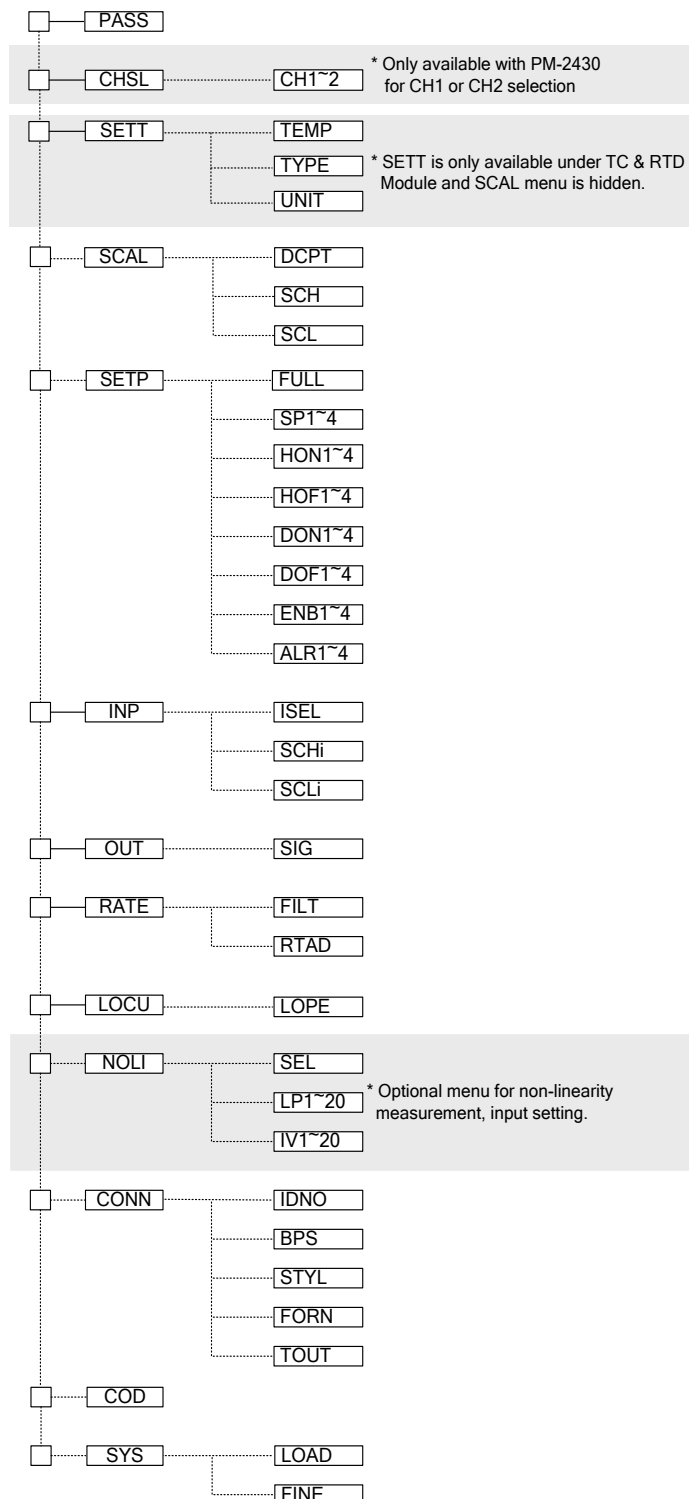 PASS
CHSL CH1~2 * Only available with PM-2430
for CH1 or CH2 selection
SETT TEMP
TYPE * SETT is only available under TC & RTD
Module and SCAL menu is hidden.
UNIT
SCAL DCPT
SCH
SCL
SETP FULL
SP1~4
HON1~4
HOF1~4
DON1~4
DOF1~4
ENB1~4
ALR1~4
INP ISEL
SCHi
SCLi
OUT SIG
RATE FILT
RTAD
LOCU LOPE
NOLI SEL
LP1~20 * Optional menu for non-linearity
measurement, input setting.
IV1~20
CONN IDNO
BPS
STYL
FORN
TOUT
COD
SYS LOAD
FINE